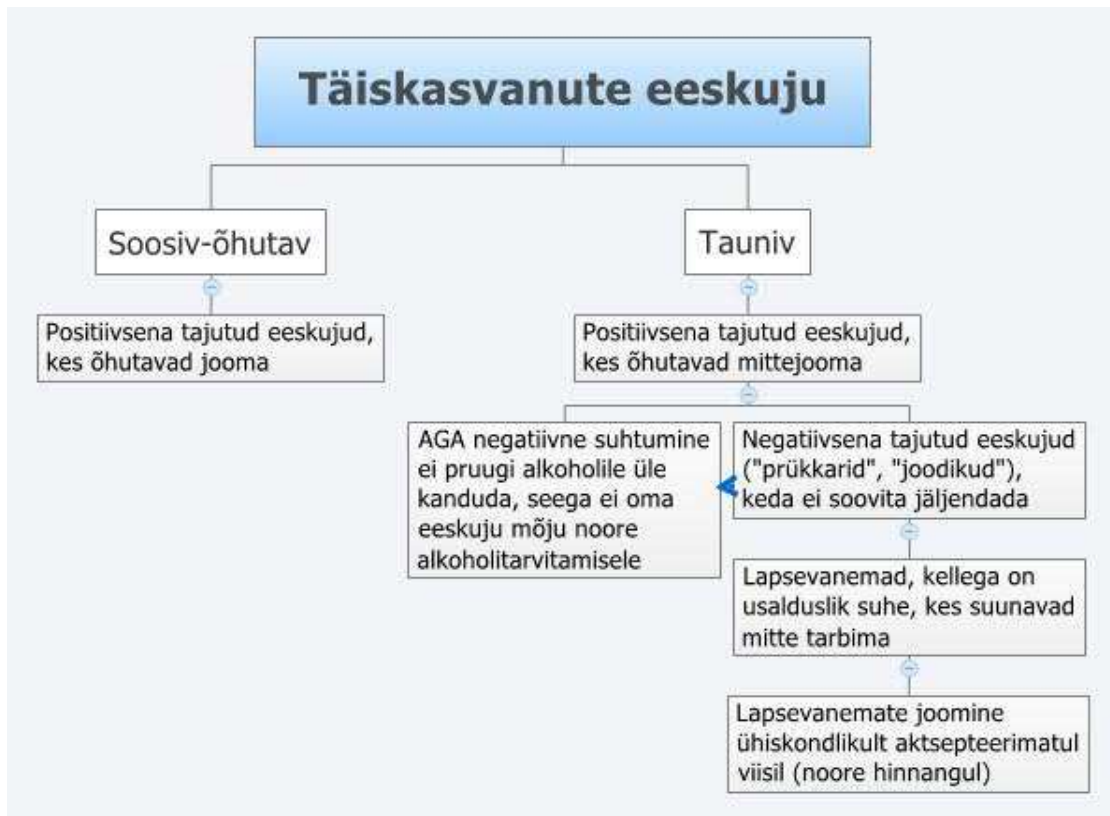 Täiskasvanute eeskuju
Soosiv-õhutav
Tauniv
Positiivsena tajutud eeskujud,
kes õhutavad jooma
Positiivsena tajutud eeskujud,
kes õhutavad mittejooma
AGA negatiivne suhtumine
ei pruugi alkoholile üle
kanduda, seega ei oma
eeskuju mõju noore
alkoholitarvitamisele
Negatiivsena tajutud eeskujud
("prükkarid", "joodikud"),
keda ei soovita jäljendada
Lapsevanemad, kellega on
usalduslik suhe, kes suunavad
mitte tarbima
Lapsevanemate joomine
ühiskondlikult aktsepteerimatul
viisil (noore hinnangul)